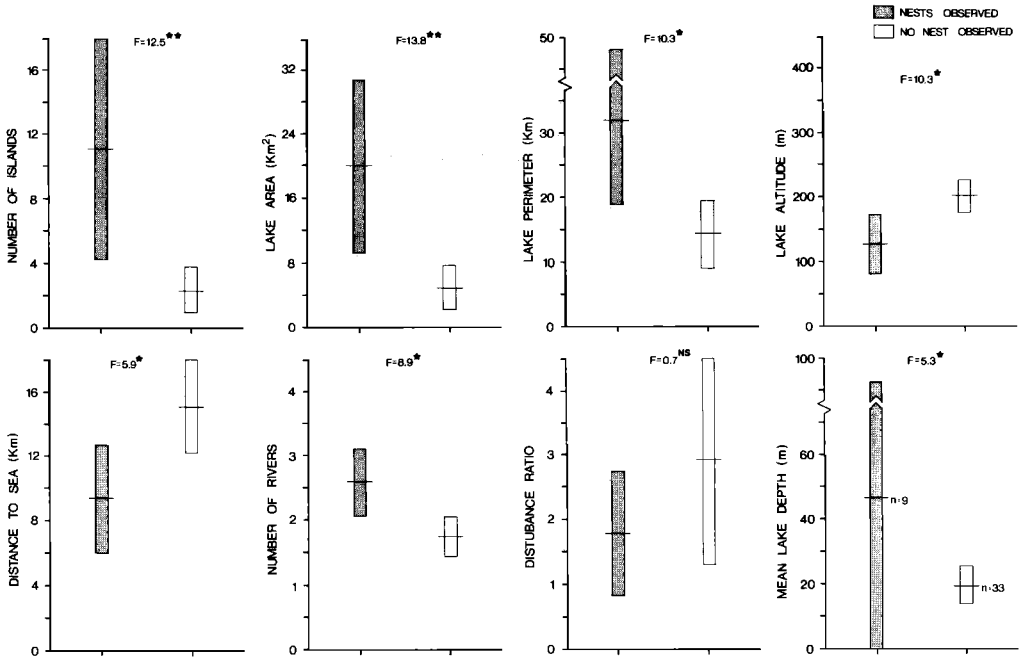 NESTS OBSERVED
NO NEST OBSERVED
F=12.5**
NUMBER OF ISLANDS
16
12
8
4
0
F=13.8**
LAKE AREA (Km²)
32
24
16
8
0
F=10.3*
LAKE PERIMETER (Km)
50
30
20
10
0
F=10.3*
LAKE ALTITUDE (m)
400
300
200
100
0
F=5.9*
DISTANCE TO SEA (Km)
16
12
9
4
0
F=8.9*
NUMBER OF RIVERS
4
3
2
1
0
F=0.7NS
DISTUBANCE RATIO
4
3
2
1
0
F=5.3*
MEAN LAKE DEPTH (m)
100
60
40
20
0
n=9
n=33